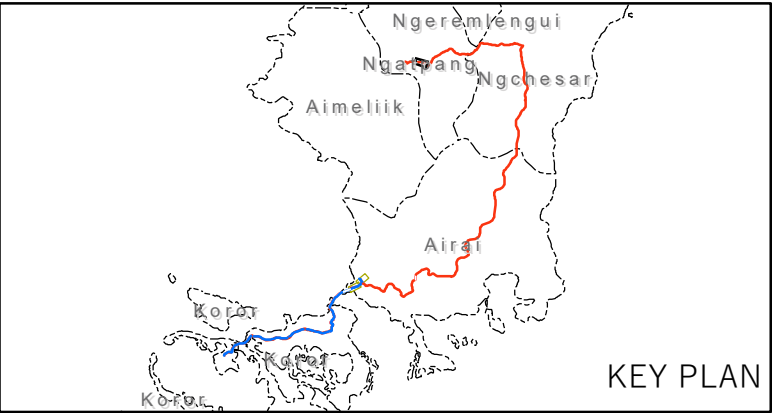 Ngeremlengui
Ngatpang
Ngchesar
Aimeliik
Airai
Koror
Koror
Koror
KEY PLAN